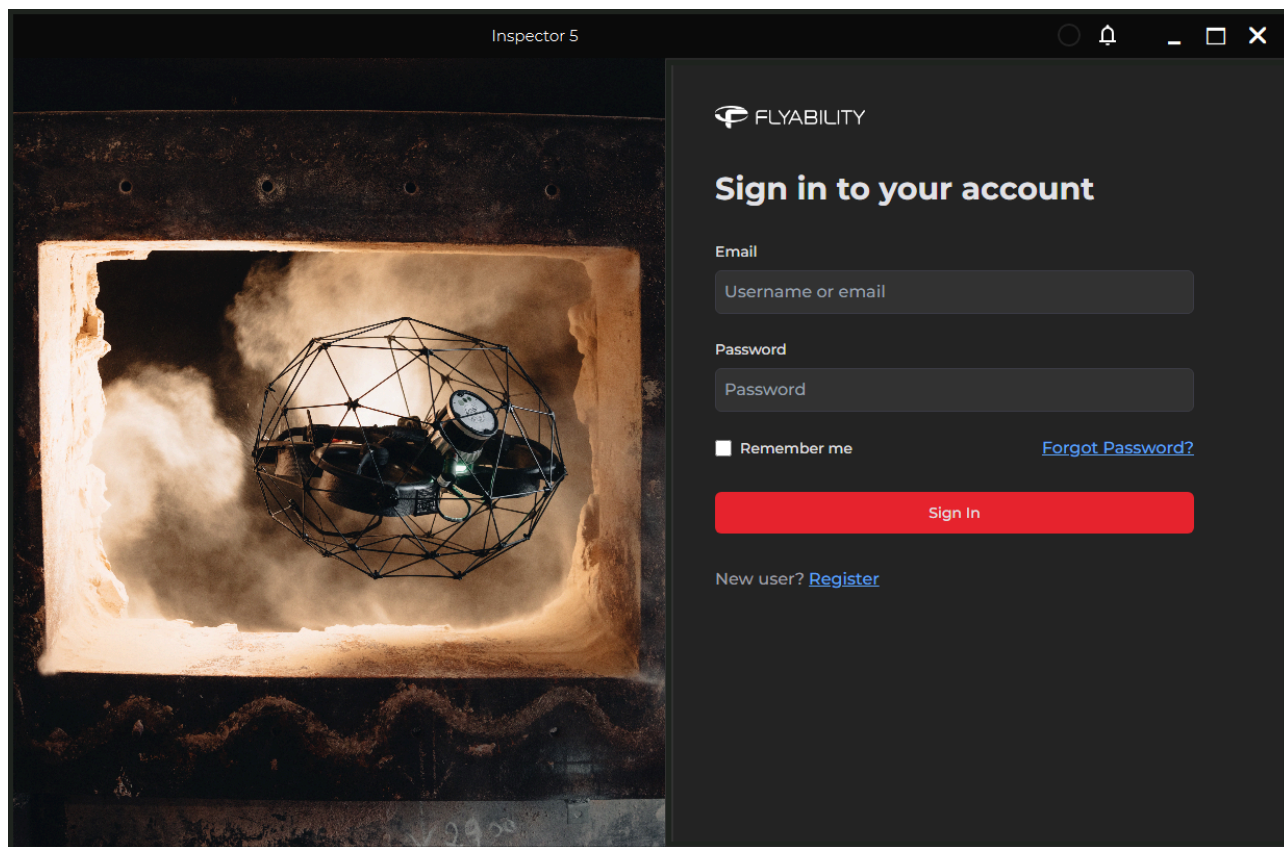 Inspector 5
FLYABILITY
Sign in to your account
Email
Username or email
Password
Password
Remember me
Forgot Password?
Sign In
New user? Register